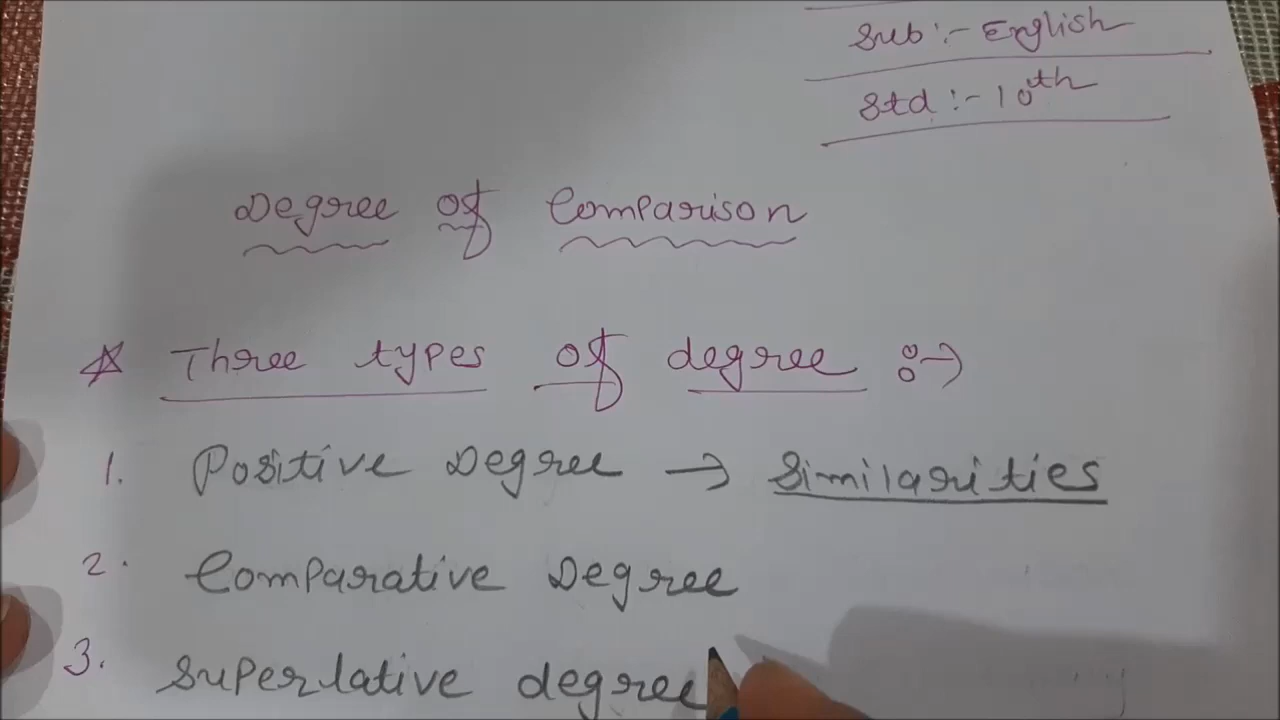 Sub :- English
Std :- 10th
Degree of Comparison
☆ Three types of degree :→
1. Positive Degree → Similarities
2. Comparative Degree
3. Superlative degree